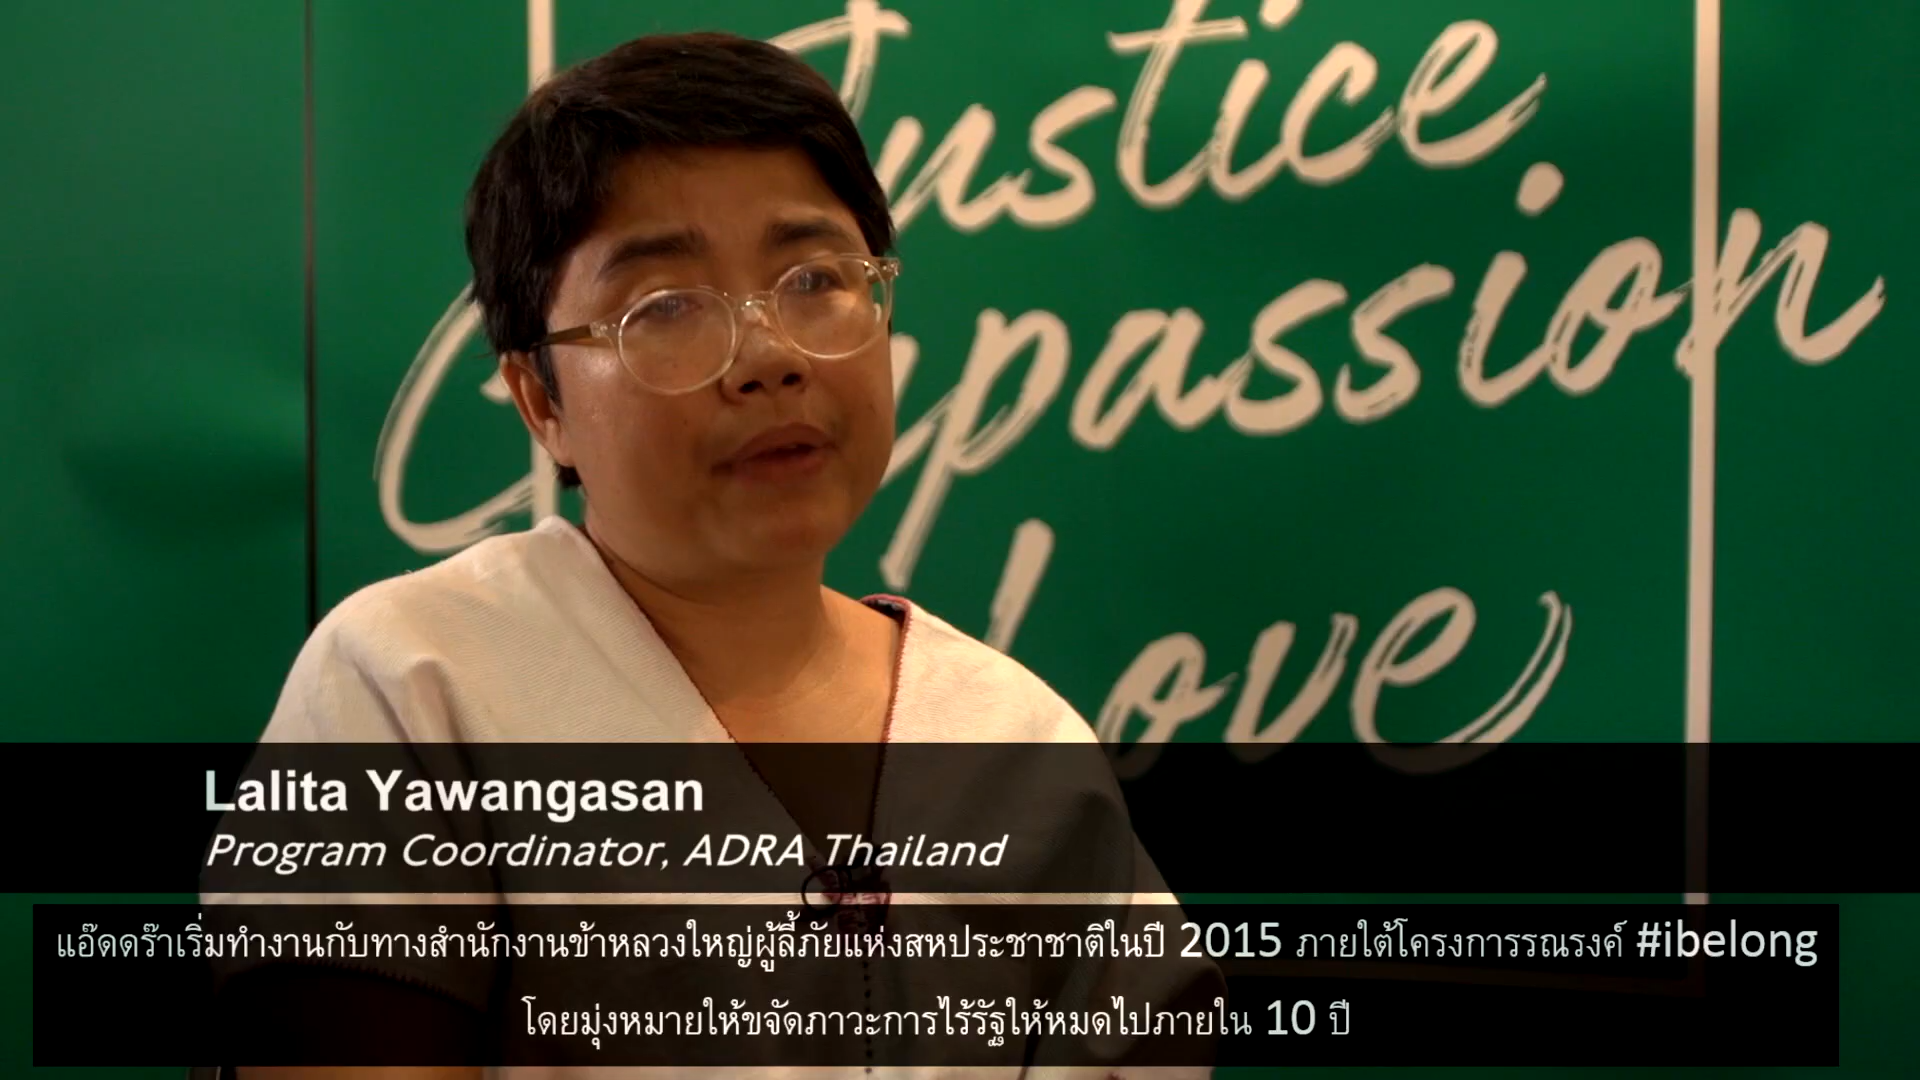 Justice
Compassion
Love
Lalita Yawangasan
Program Coordinator, ADRA Thailand
แอ๊ดดร๊าเริ่มทำงานกับทางสำนักงานข้าหลวงใหญ่ผู้ลี้ภัยแห่งสหประชาชาติในปี 2015 ภายใต้โครงการรณรงค์ #ibelong
โดยมุ่งหมายให้ขจัดภาวะการไร้รัฐให้หมดไปภายใน 10 ปี